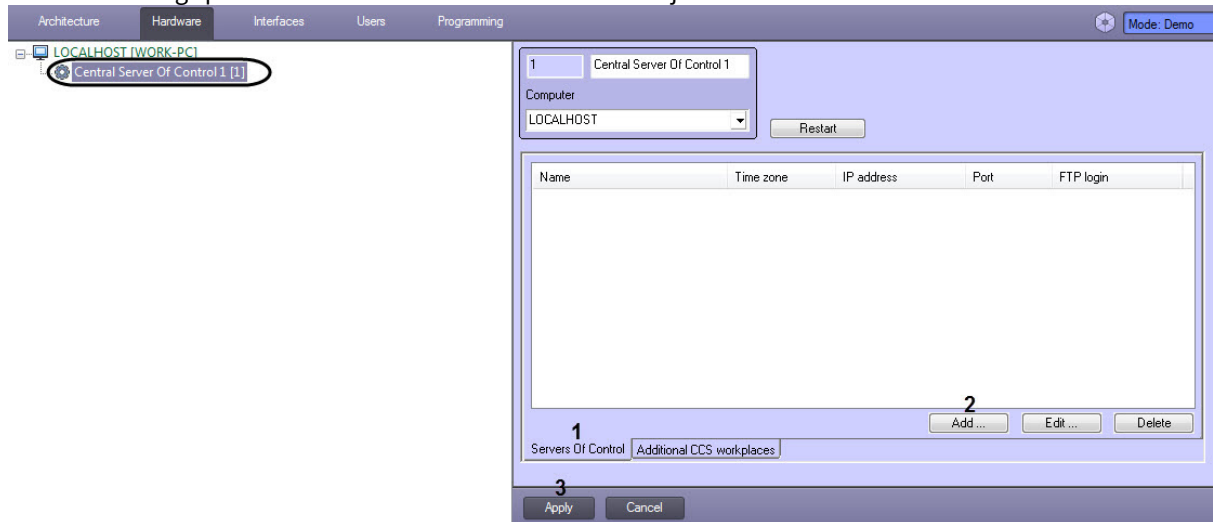 Architecture Hardware Interfaces Users Programming Mode: Demo
LOCALHOST [WORK-PC]
Central Server Of Control 1 [1]
1 Central Server Of Control 1
Computer
LOCALHOST
Restart
Name Time zone IP address Port FTP login
2
Add ... Edit ... Delete
1
Servers Of Control Additional CCS workplaces
3
Apply Cancel